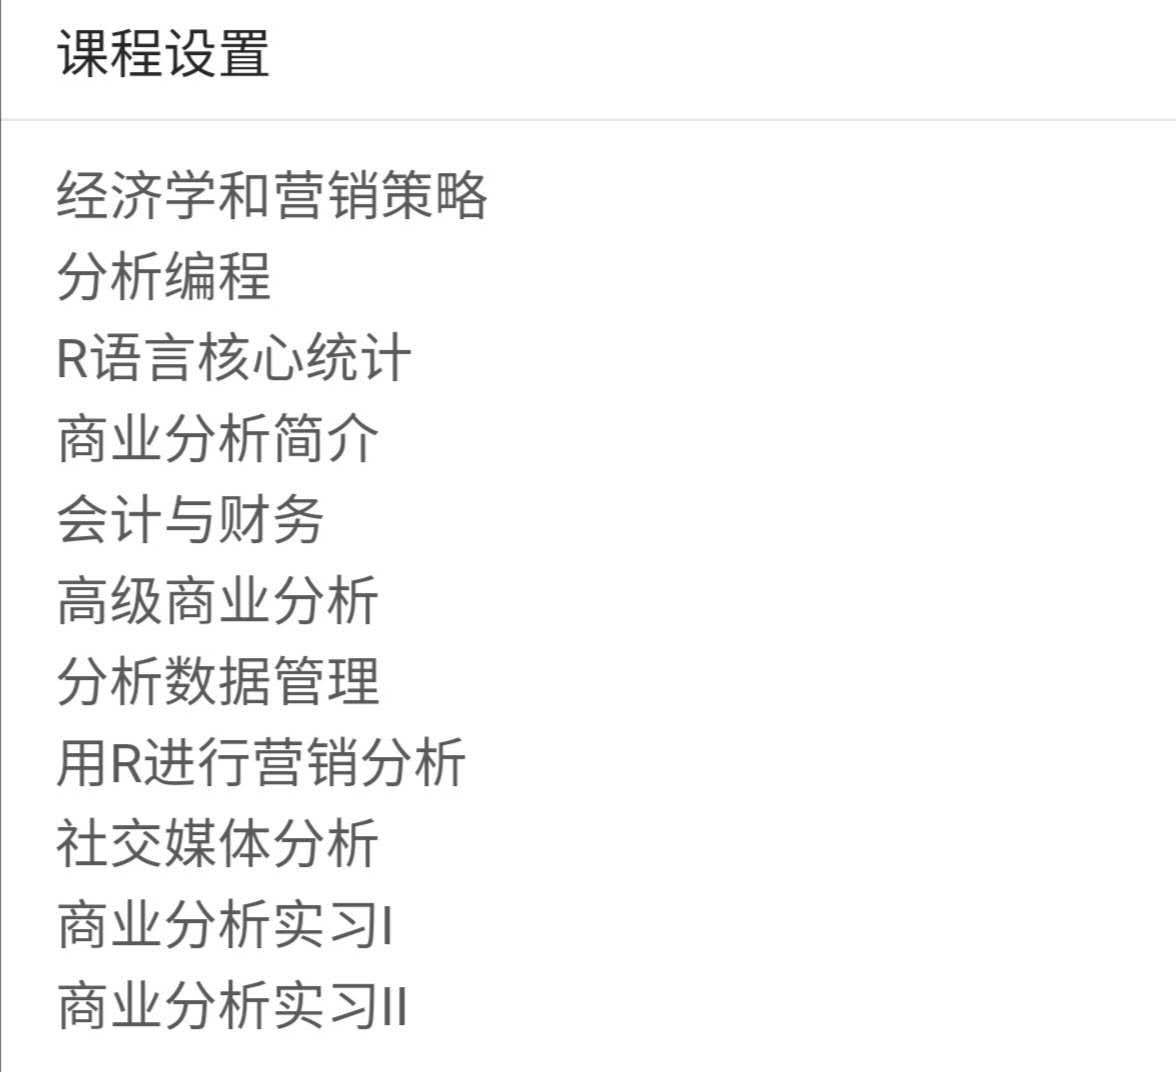 课程设置
经济学和营销策略
分析编程
R语言核心统计
商业分析简介
会计与财务
高级商业分析
分析数据管理
用R进行营销分析
社交媒体分析
商业分析实习I
商业分析实习II